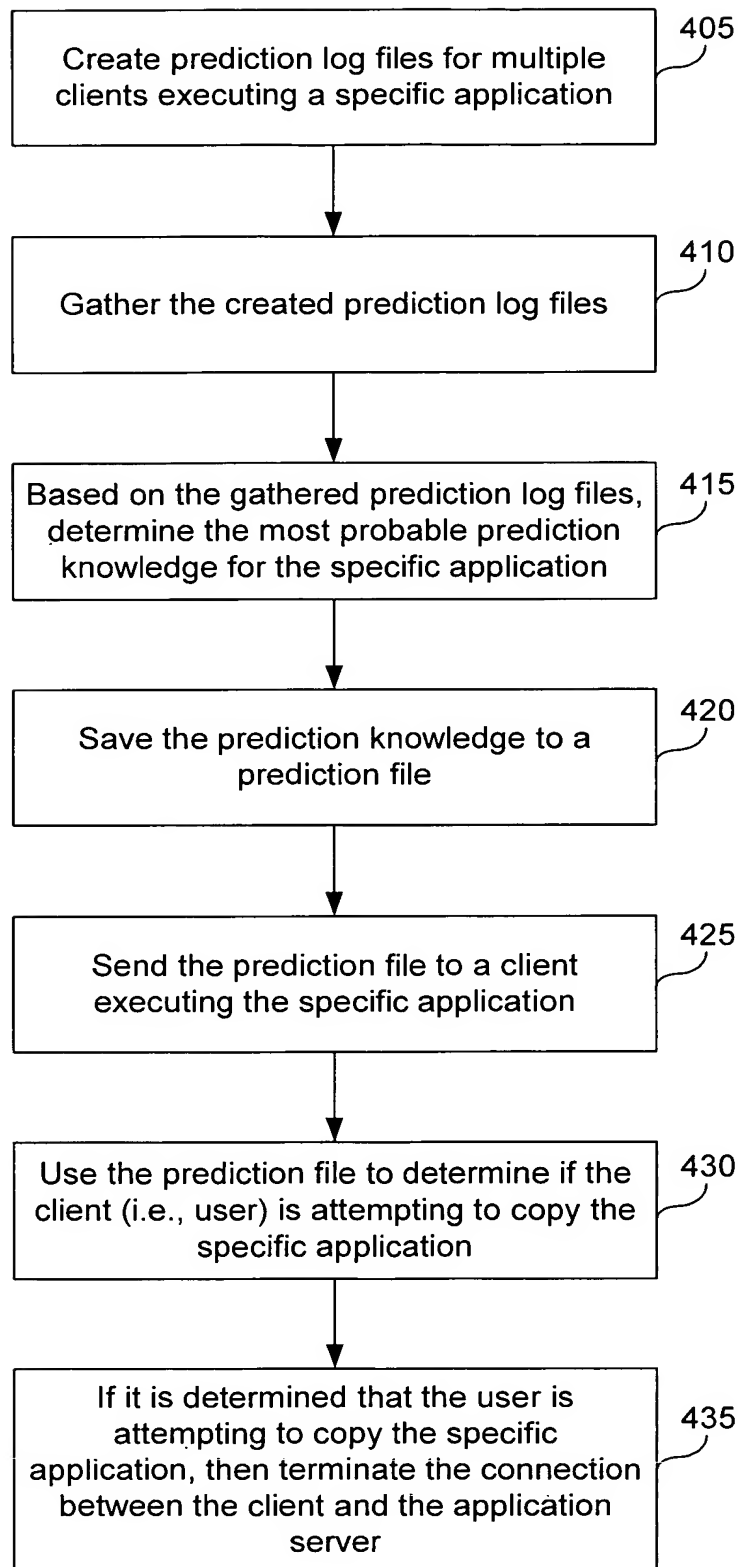 405
Create prediction log files for multiple
clients executing a specific application
410
Gather the created prediction log files
415
Based on the gathered prediction log files,
determine the most probable prediction
knowledge for the specific application
420
Save the prediction knowledge to a
prediction file
425
Send the prediction file to a client
executing the specific application
430
Use the prediction file to determine if the
client (i.e., user) is attempting to copy the
specific application
435
If it is determined that the user is
attempting to copy the specific
application, then terminate the connection
between the client and the application
server